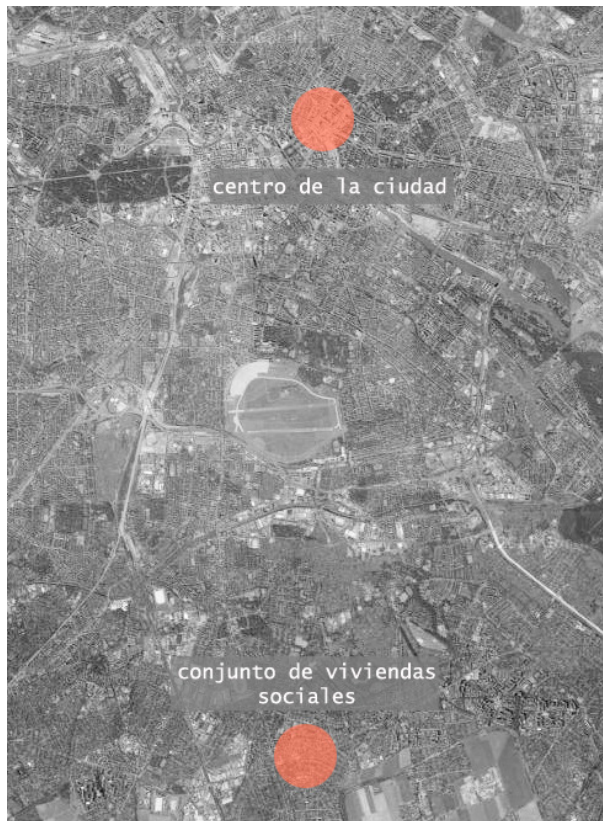 centro de la ciudad
conjunto de viviendas
sociales